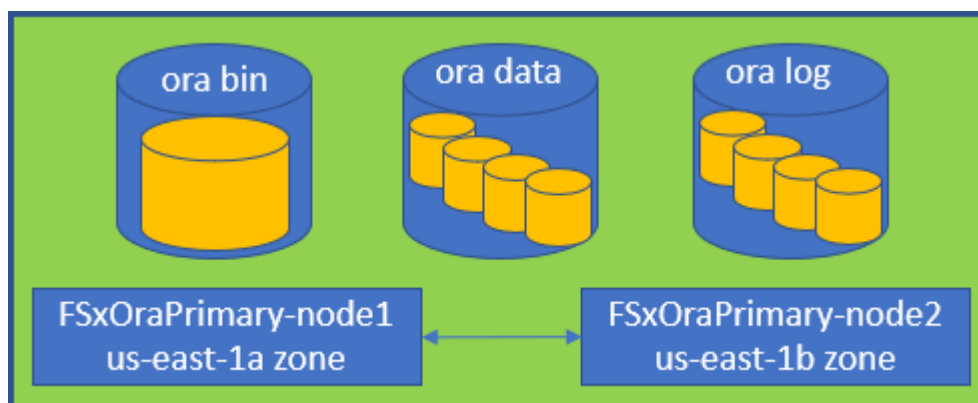 ora bin
ora data
ora log
FSxOraPrimary-node1
us-east-1a zone
FSxOraPrimary-node2
us-east-1b zone